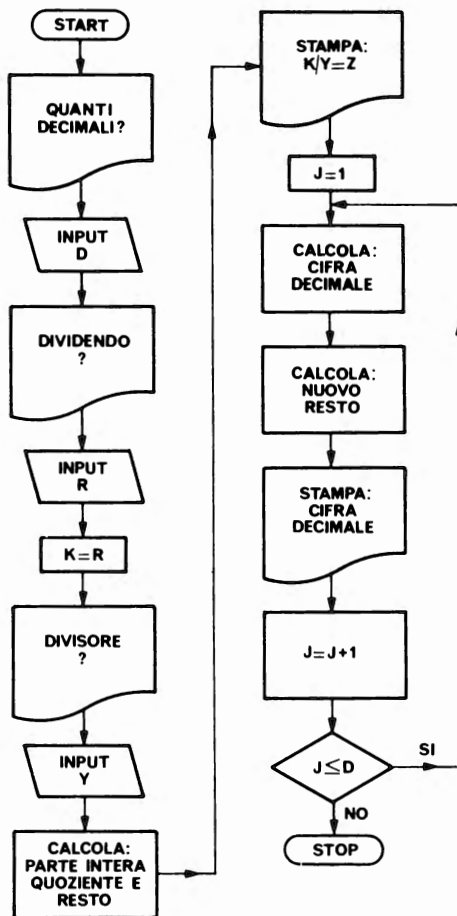 START
QUANTI
DECIMALI?
INPUT
D
DIVIDENDO
?
INPUT
R
K=R
DIVISORE
?
INPUT
Y
CALCOLA:
PARTE INTERA
QUOZIENTE E
RESTO
STAMPA:
K/Y=Z
J=1
CALCOLA:
CIFRA
DECIMALE
CALCOLA:
NUOVO
RESTO
STAMPA:
CIFRA
DECIMALE
J=J+1
J≤D
SI
NO
STOP